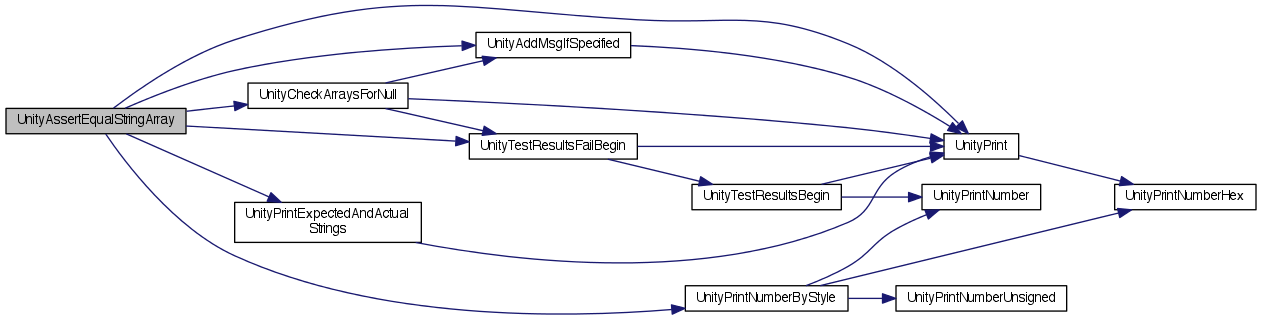 UnityAssertEqualStringArray
UnityAddMsgIfSpecified
UnityCheckArraysForNull
UnityTestResultsFailBegin
UnityPrintExpectedAndActual
Strings
UnityTestResultsBegin
UnityPrintNumberByStyle
UnityPrint
UnityPrintNumber
UnityPrintNumberUnsigned
UnityPrintNumberHex